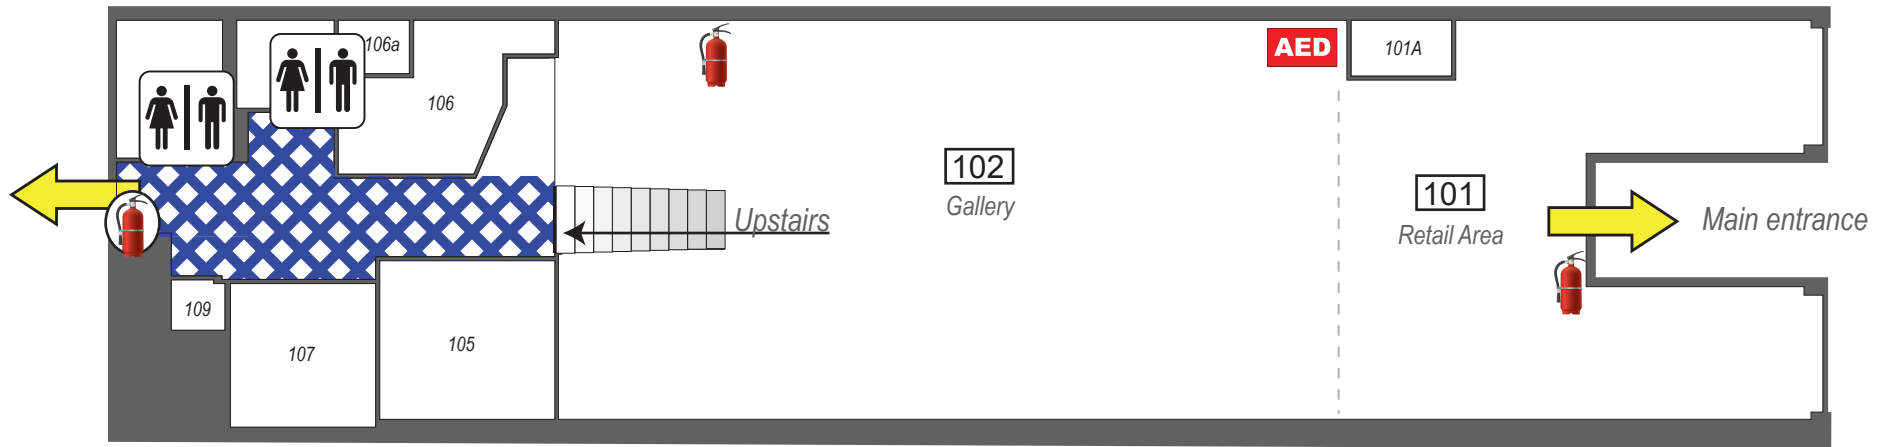 106a
AED
101A
106
102
Gallery
101
Retail Area
Upstairs
Main entrance
109
107
105